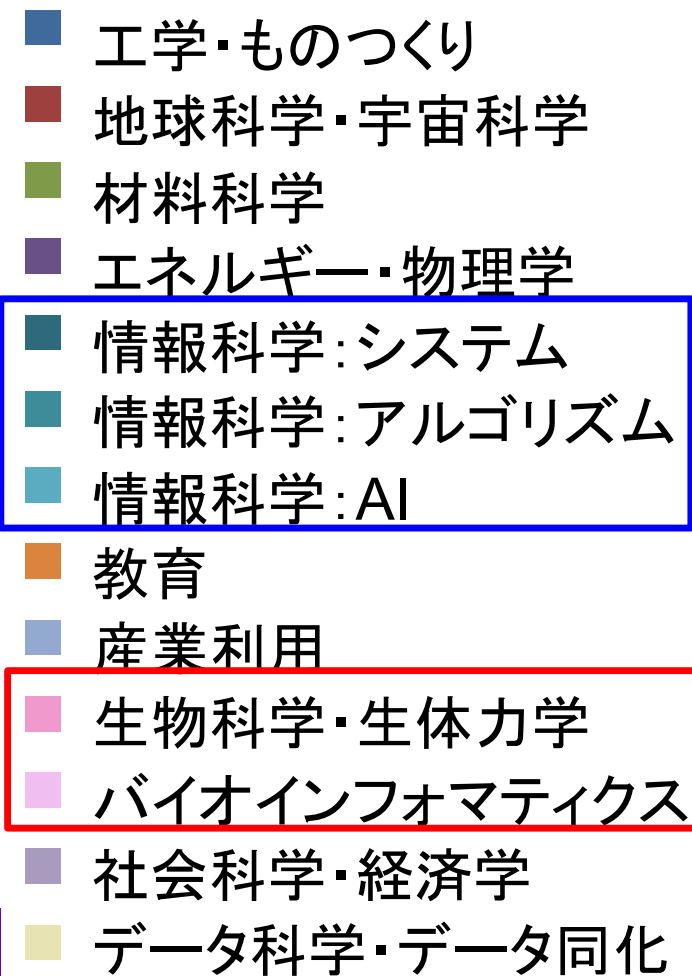 工学・ものつくり
地球科学・宇宙科学
材料科学
エネルギー・物理学
情報科学:システム
情報科学:アルゴリズム
情報科学:AI
教育
産業利用
生物科学・生体力学
バイオインフォマティクス
社会科学・経済学
データ科学・データ同化